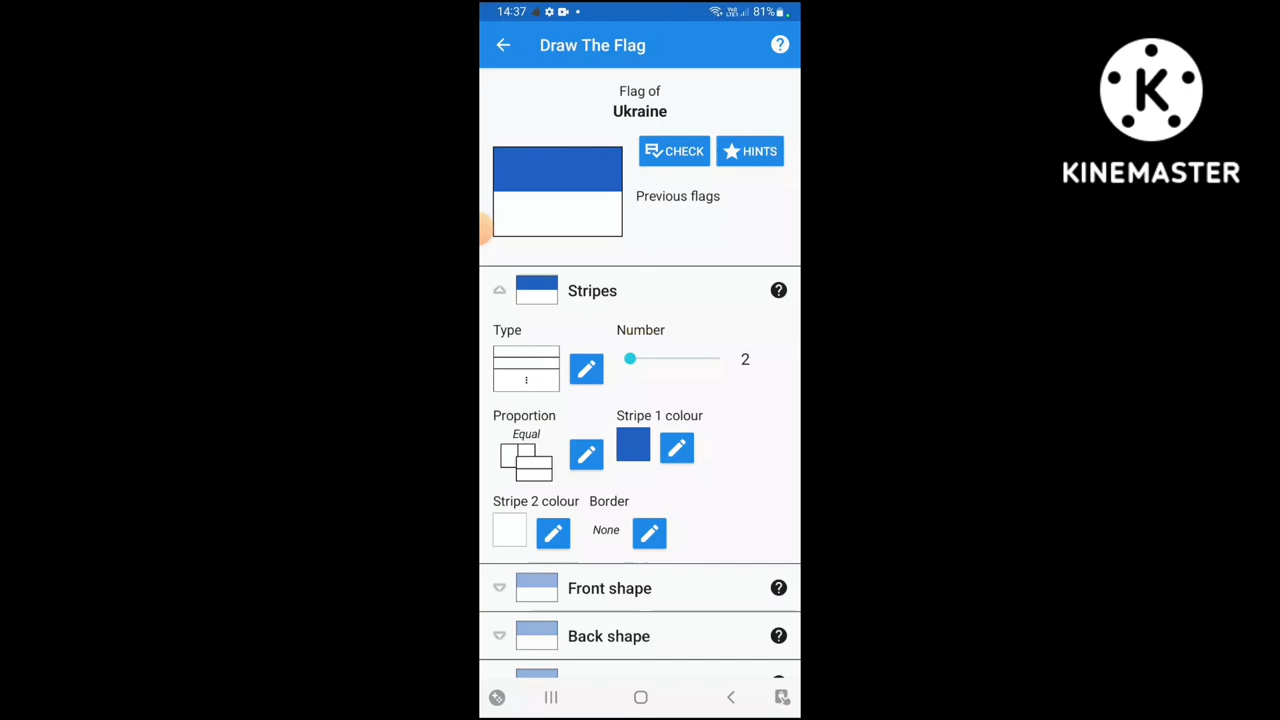 14:37
81%
Draw The Flag
Flag of
Ukraine
CHECK
HINTS
Previous flags
Stripes
Type
Number
2
Proportion
Equal
Stripe 1 colour
Stripe 2 colour
Border
None
Front shape
Back shape
K
KINEMASTER